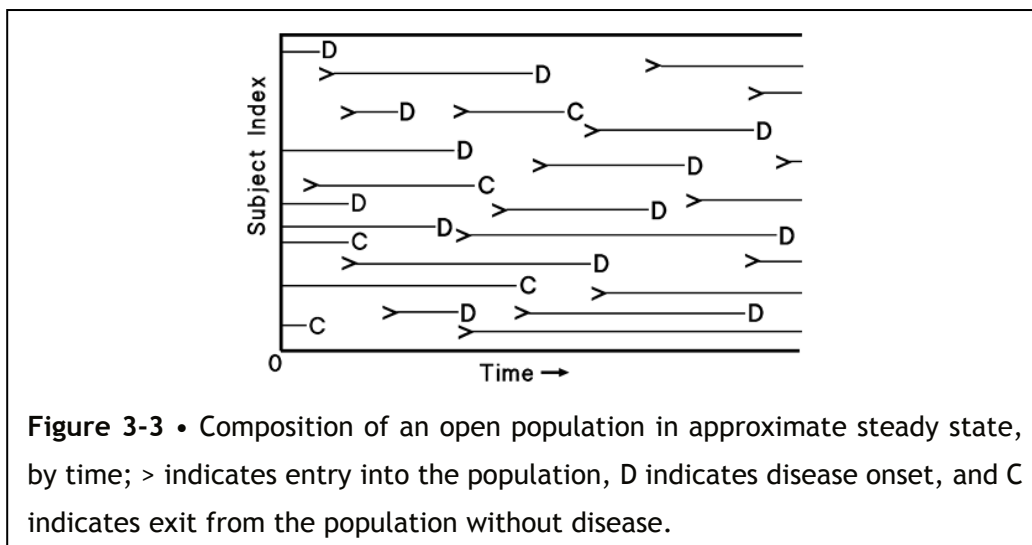 Subject Index
D
>
> D
>
> D > C
> D
D
>
> D
> C
>
D
> D
D
> D
C
>
> D
C
>
> D > D
C
>
0
Time →
Figure 3-3 • Composition of an open population in approximate steady state,
by time; > indicates entry into the population, D indicates disease onset, and C
indicates exit from the population without disease.